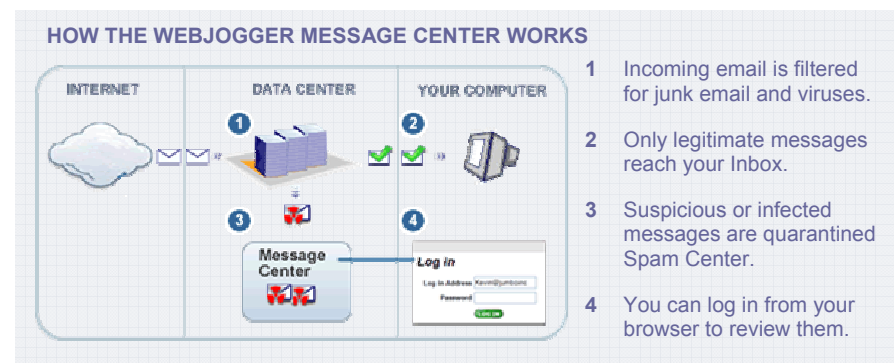 HOW THE WEBJOGGER MESSAGE CENTER WORKS
INTERNET
DATA CENTER
YOUR COMPUTER
1
2
3
Message
Center
4
Log in
Log In Address
Password
1 Incoming email is filtered
for junk email and viruses.
2 Only legitimate messages
reach your Inbox.
3 Suspicious or infected
messages are quarantined
Spam Center.
4 You can log in from your
browser to review them.